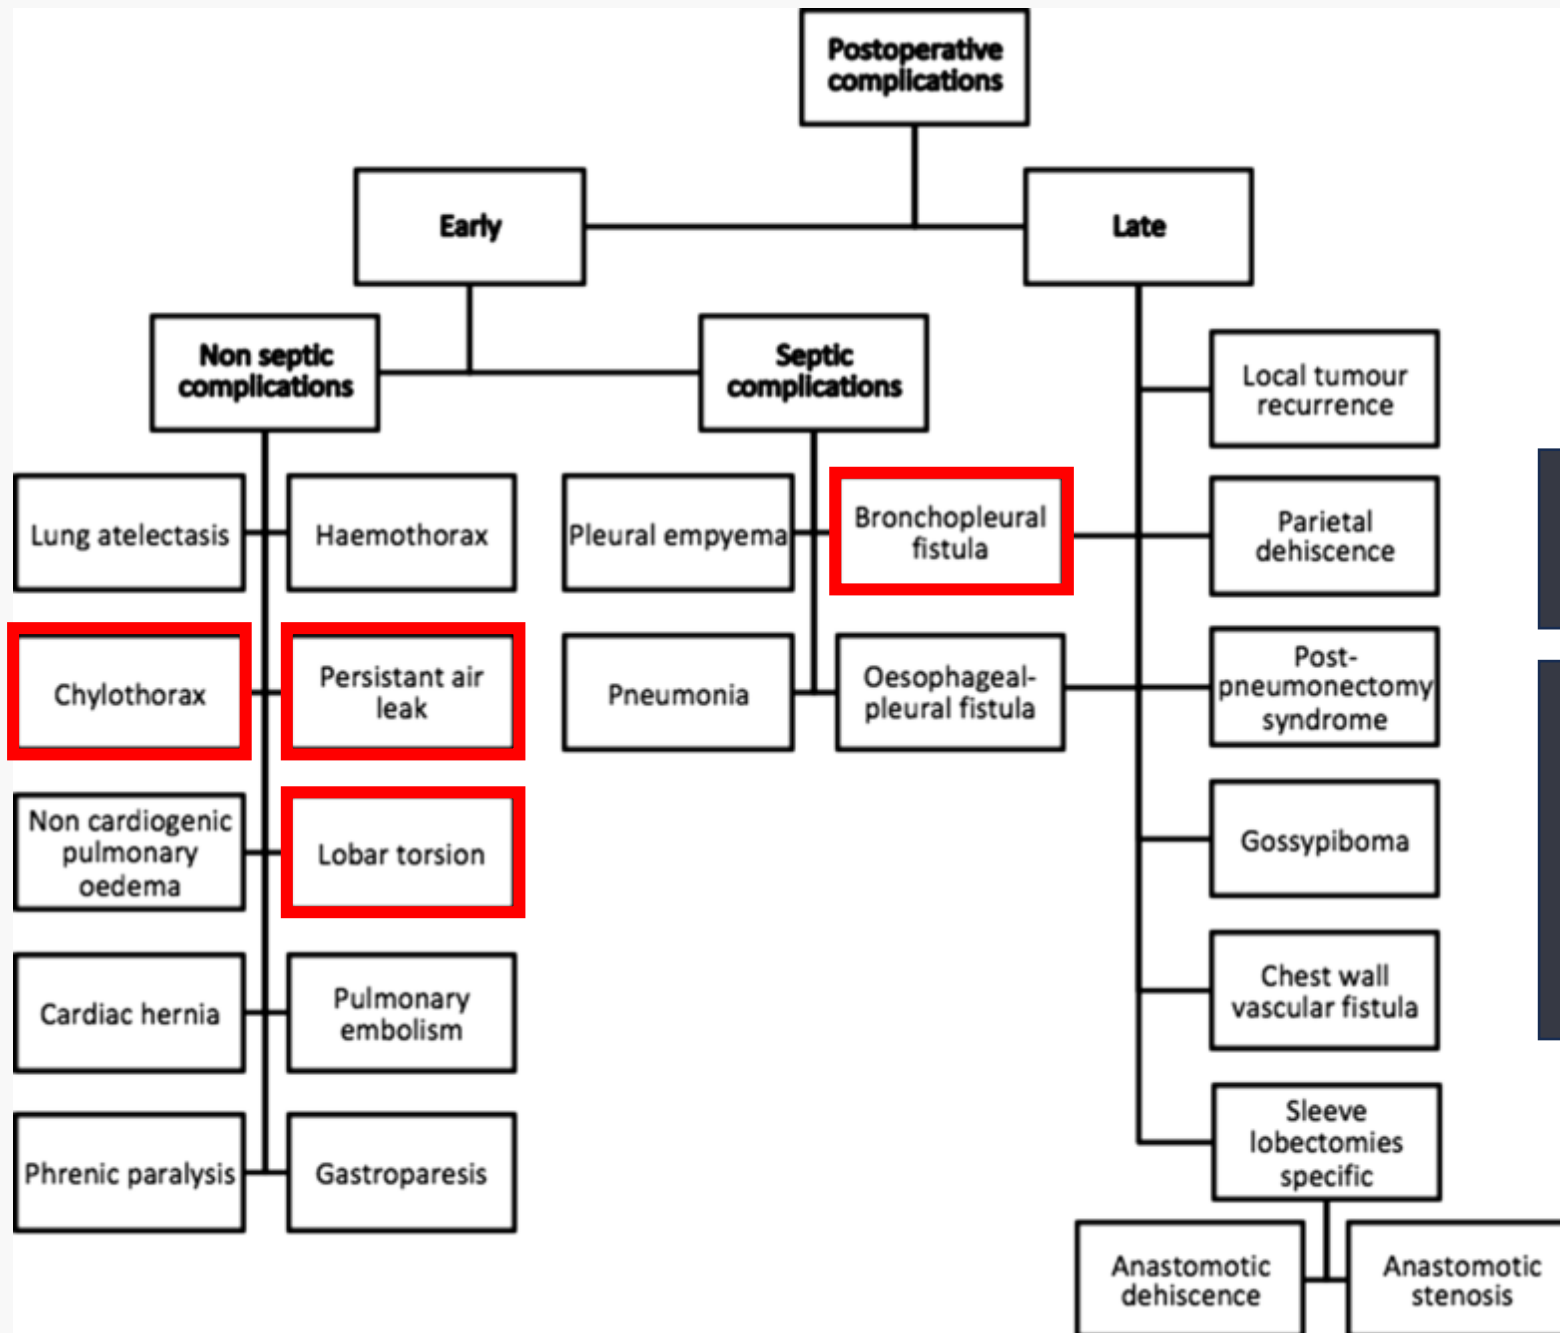 Postoperative
complications
Early
Late
Non septic
complications
Septic
complications
Lung atelectasis
Haemothorax
Chylothorax
Persistant air
leak
Non cardiogenic
pulmonary
oedema
Lobar torsion
Cardiac hernia
Pulmonary
embolism
Phrenic paralysis
Gastroparesis
Pleural empyema
Bronchopleural
fistula
Pneumonia
Oesophageal-
pleural fistula
Local tumour
recurrence
Parietal
dehiscence
Post-
pneumonectomy
syndrome
Gossypiboma
Chest wall
vascular fistula
Sleeve
lobectomies
specific
Anastomotic
dehiscence
Anastomotic
stenosis